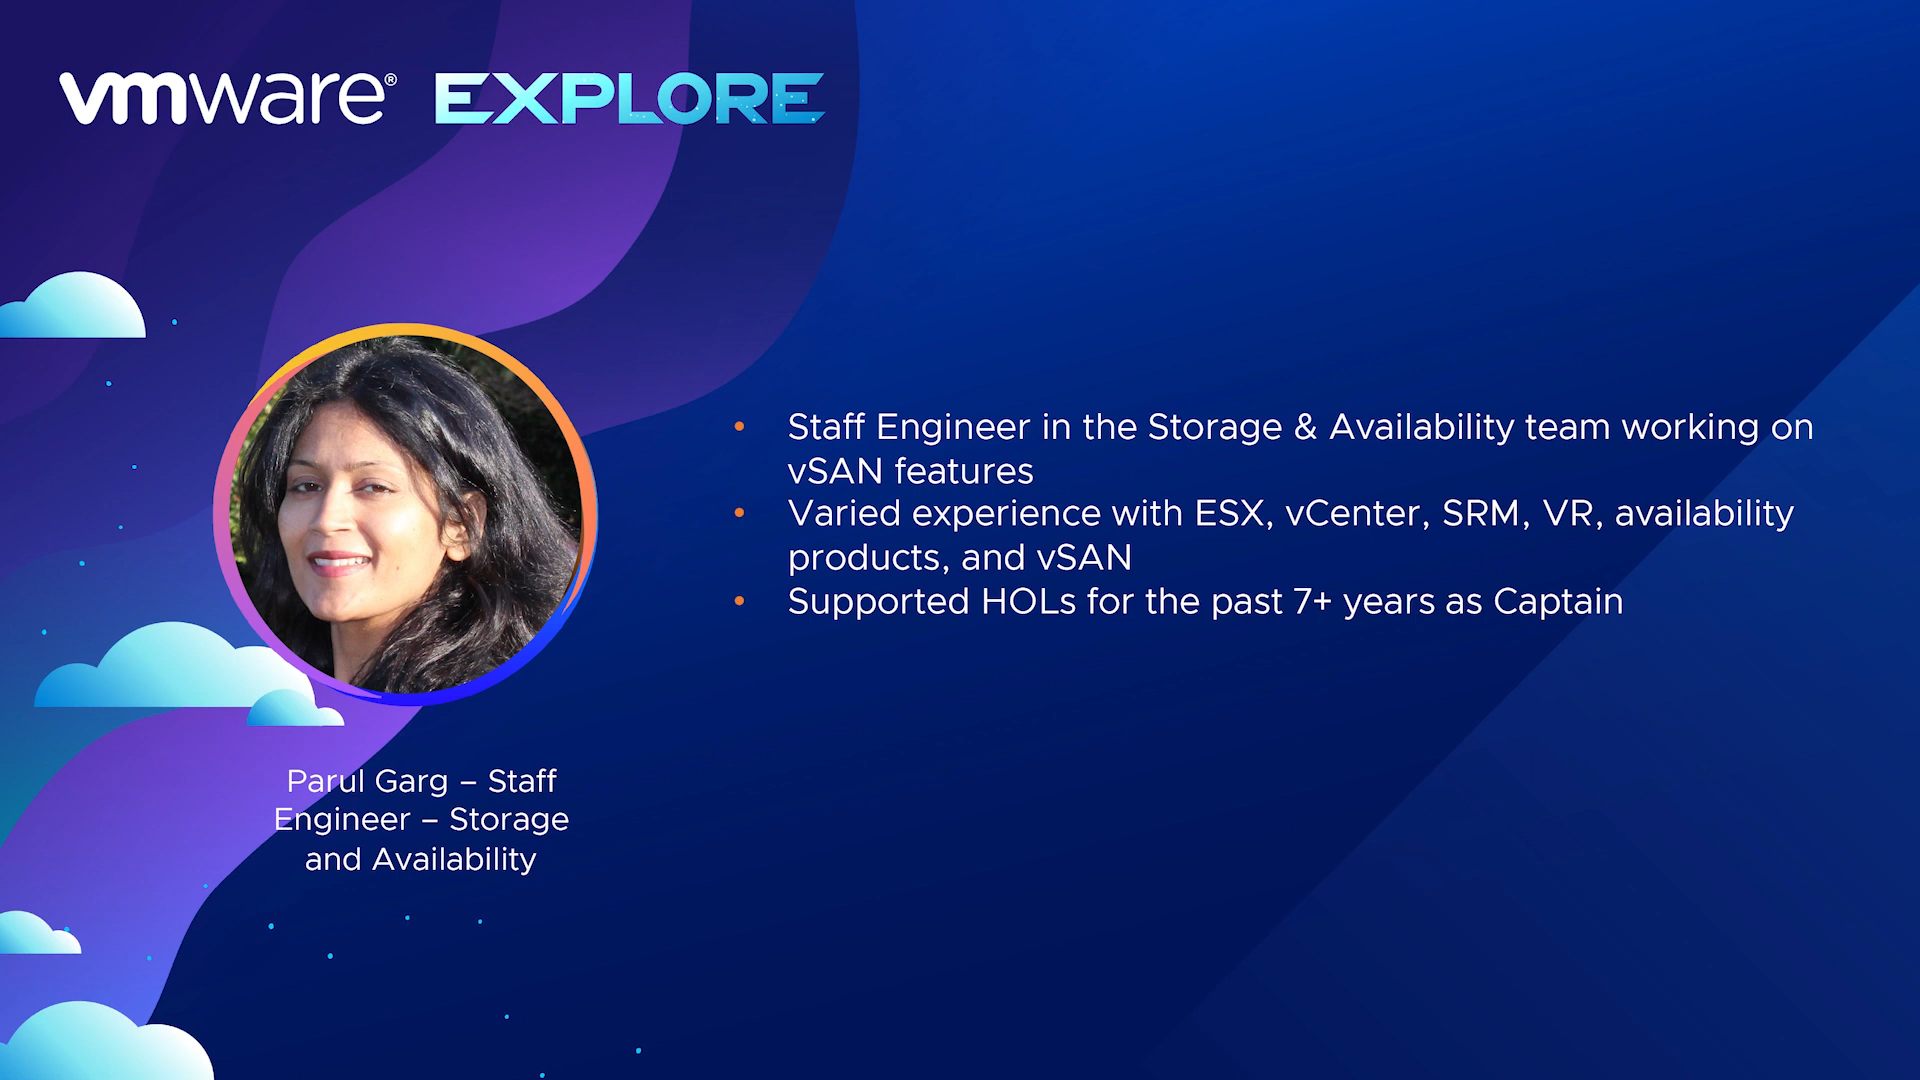 vmware® EXPLORE
• Staff Engineer in the Storage & Availability team working on
vSAN features
• Varied experience with ESX, vCenter, SRM, VR, availability
products, and vSAN
• Supported HOLs for the past 7+ years as Captain
Parul Garg – Staff
Engineer – Storage
and Availability